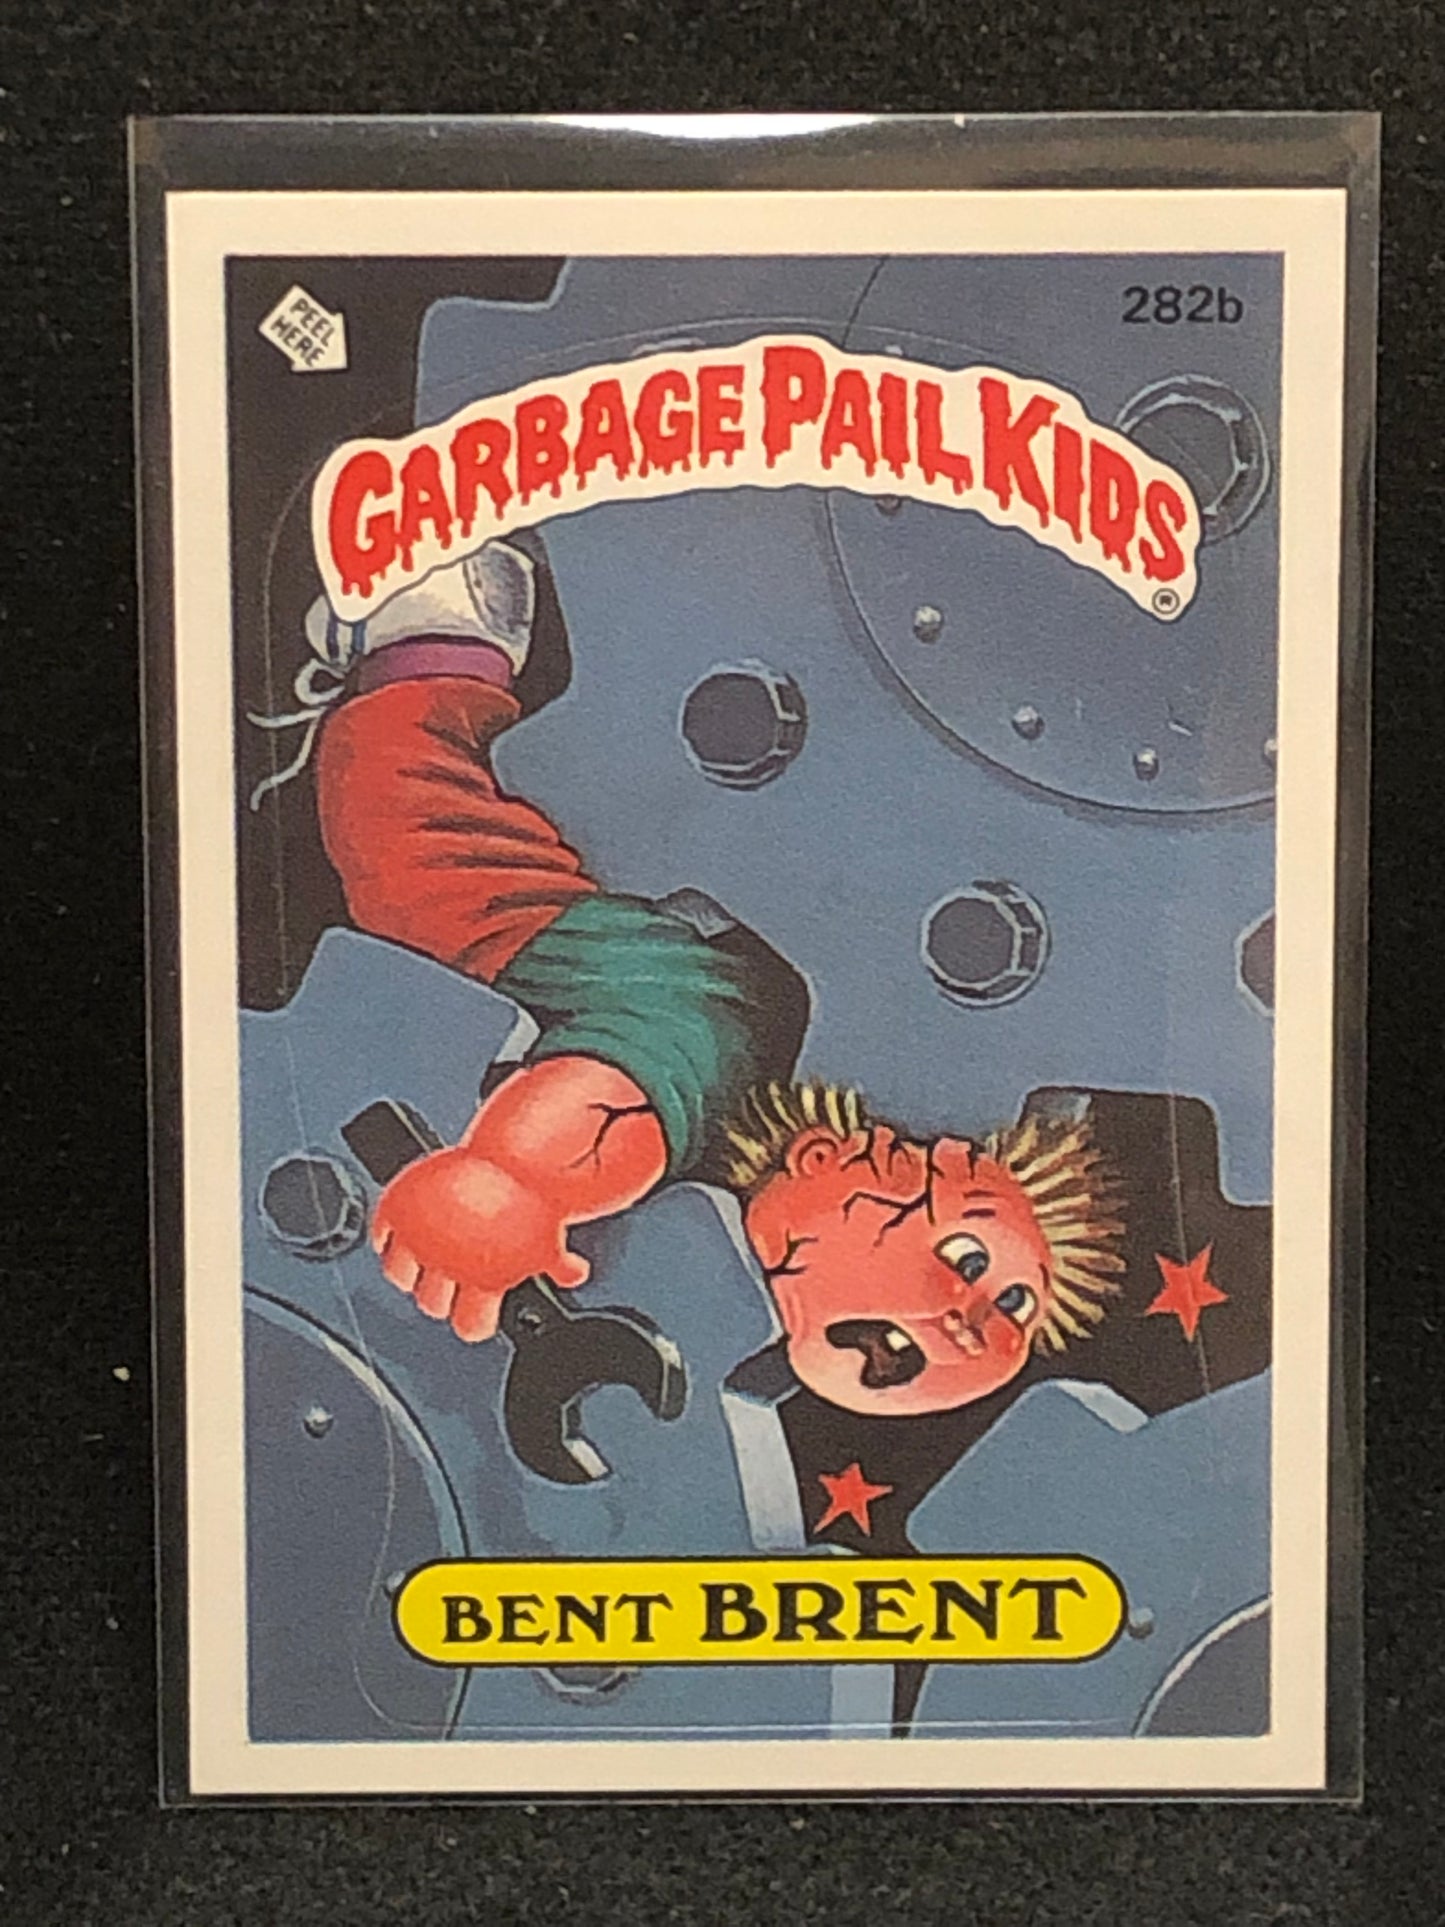 PEEL
HERE
282b
GARBAGE PAIL KIDS
®
BENT BRENT